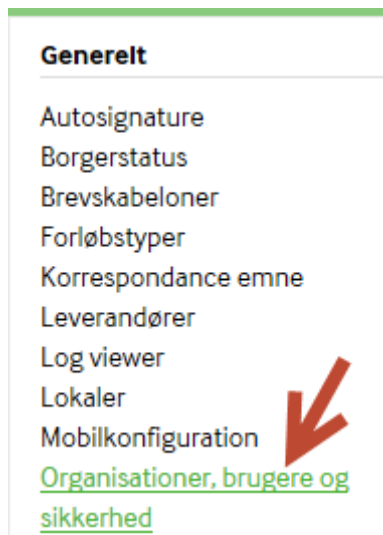 Generelt
Autosignature
Borgerstatus
Brevskabeloner
Forløbstyper
Korrespondance emne
Leverandører
Log viewer
Lokaler
Mobilkonfiguration
Organisationer, brugere og
sikkerhed